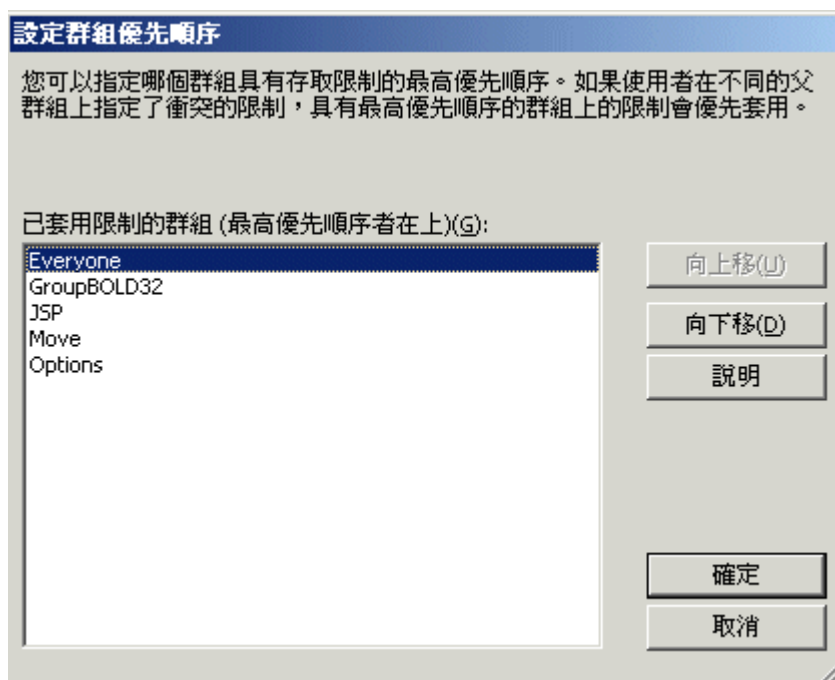 設定群組優先順序
您可以指定哪個群組具有存取限制的最高優先順序。如果使用者在不同的父
群組上指定了衝突的限制，具有最高優先順序的群組上的限制會優先套用。
已套用限制的群組 (最高優先順序者在上)(G):
Everyone
GroupBOLD32
JSP
Move
Options
向上移(U)
向下移(D)
說明
確定
取消